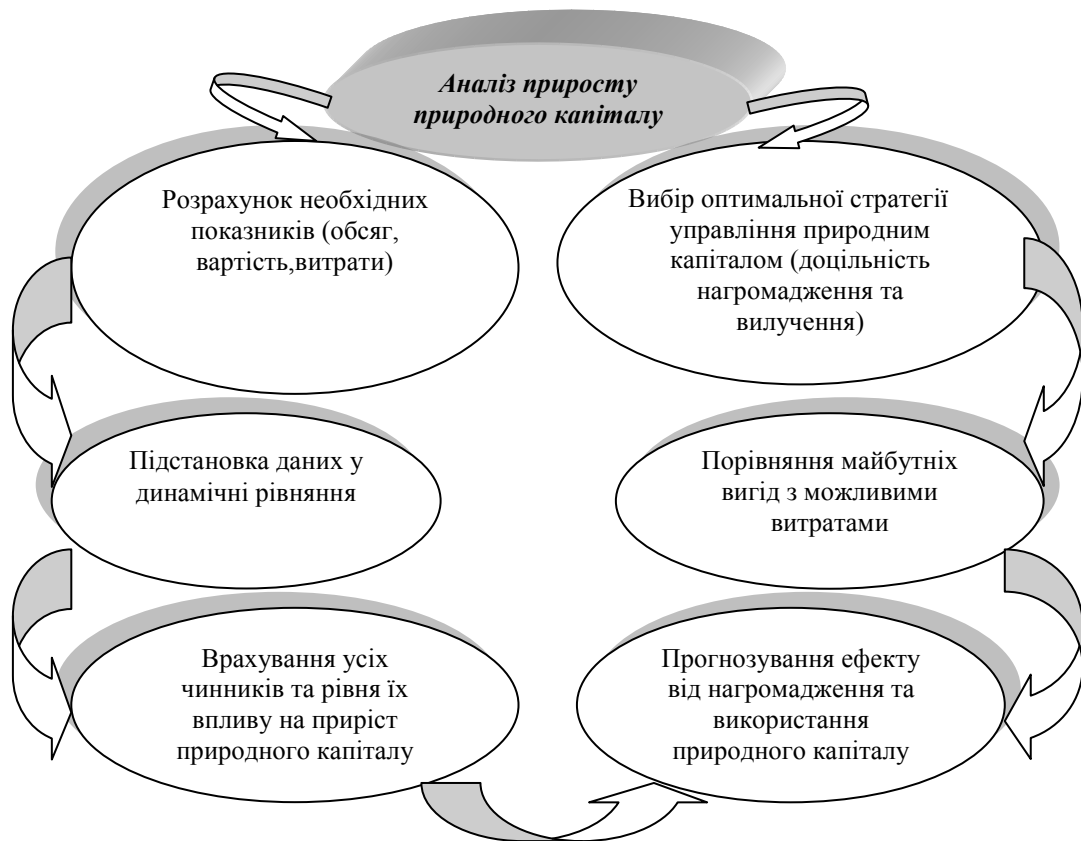 Аналіз приросту
природного капіталу
Розрахунок необхідних
показників (обсяг,
вартість,витрати)
Вибір оптимальної стратегії
управління природним
капіталом (доцільність
нагромадження та
вилучення)
Підстановка даних у
динамічні рівняння
Порівняння майбутніх
вигід з можливими
витратами
Врахування усіх
чинників та рівня їх
впливу на приріст
природного капіталу
Прогнозування ефекту
від нагромадження та
використання
природного капіталу